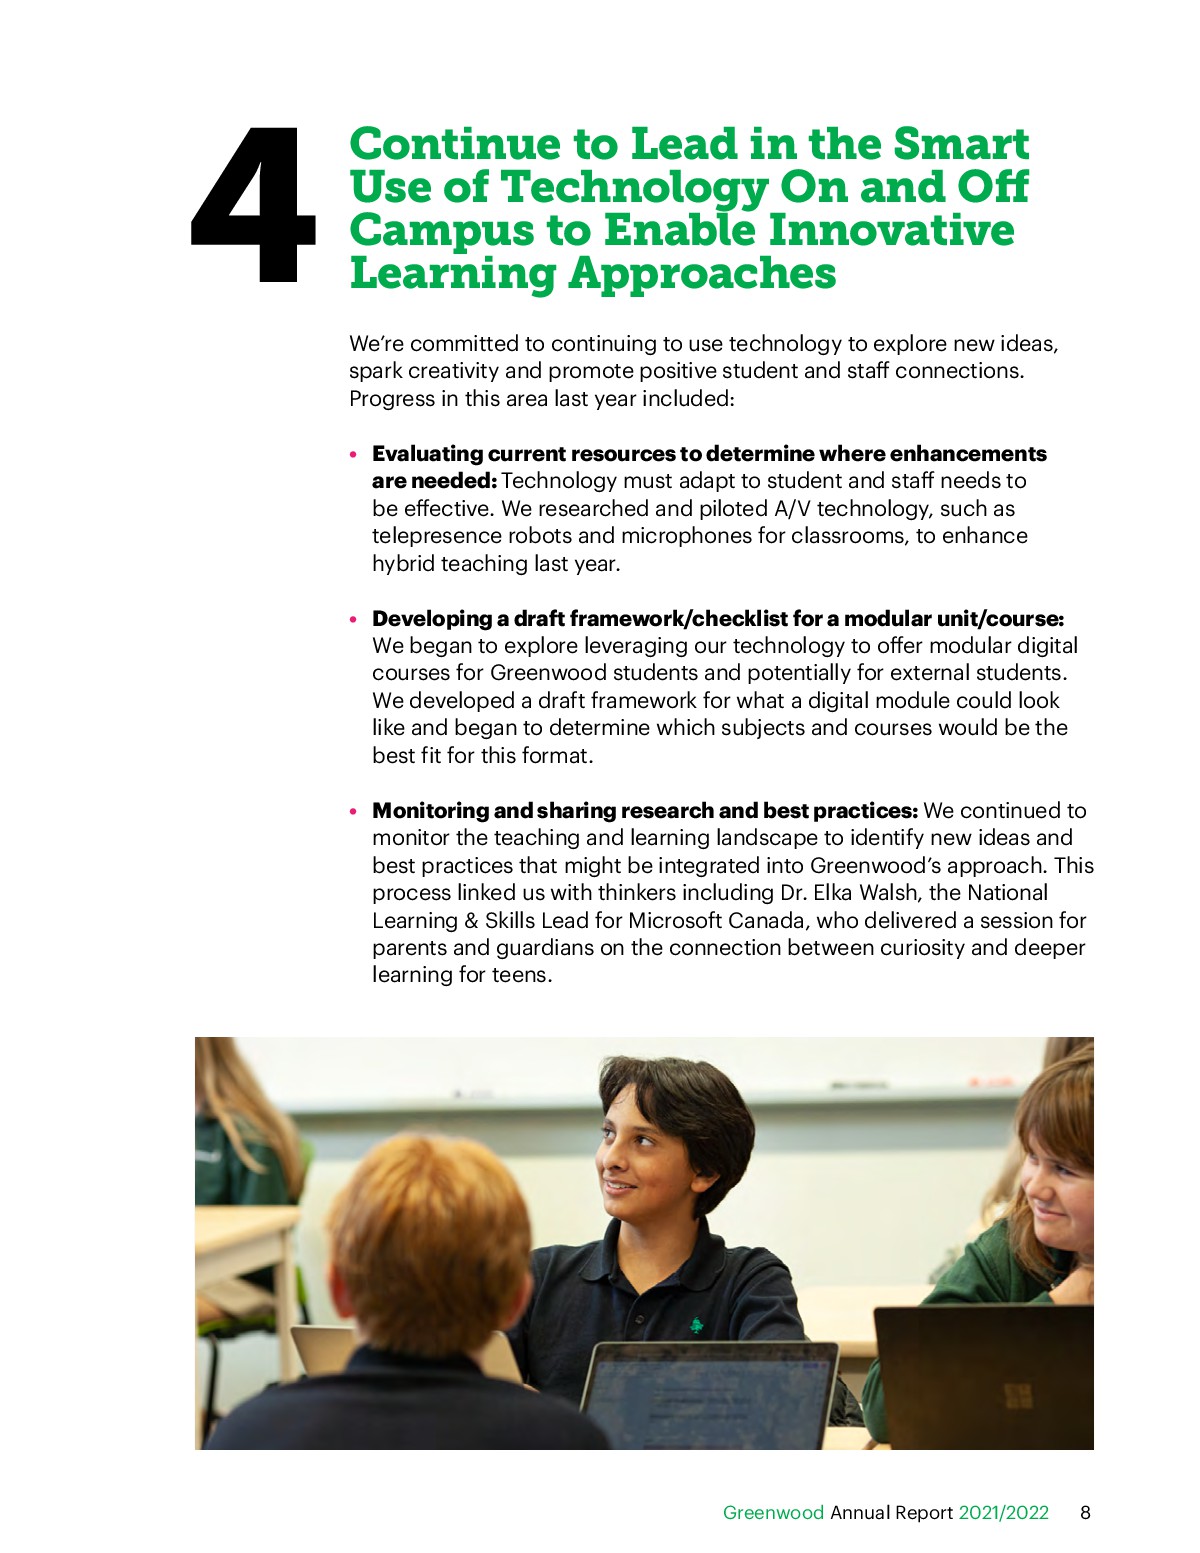 4
Continue to Lead in the Smart
Use of Technology On and Off
Campus to Enable Innovative
Learning Approaches
We’re committed to continuing to use technology to explore new ideas,
spark creativity and promote positive student and staff connections.
Progress in this area last year included:
• Evaluating current resources to determine where enhancements
are needed: Technology must adapt to student and staff needs to
be effective. We researched and piloted A/V technology, such as
telepresence robots and microphones for classrooms, to enhance
hybrid teaching last year.
• Developing a draft framework/checklist for a modular unit/course:
We began to explore leveraging our technology to offer modular digital
courses for Greenwood students and potentially for external students.
We developed a draft framework for what a digital module could look
like and began to determine which subjects and courses would be the
best fit for this format.
• Monitoring and sharing research and best practices: We continued to
monitor the teaching and learning landscape to identify new ideas and
best practices that might be integrated into Greenwood’s approach. This
process linked us with thinkers including Dr. Elka Walsh, the National
Learning & Skills Lead for Microsoft Canada, who delivered a session for
parents and guardians on the connection between curiosity and deeper
learning for teens.
Greenwood Annual Report 2021/2022 8